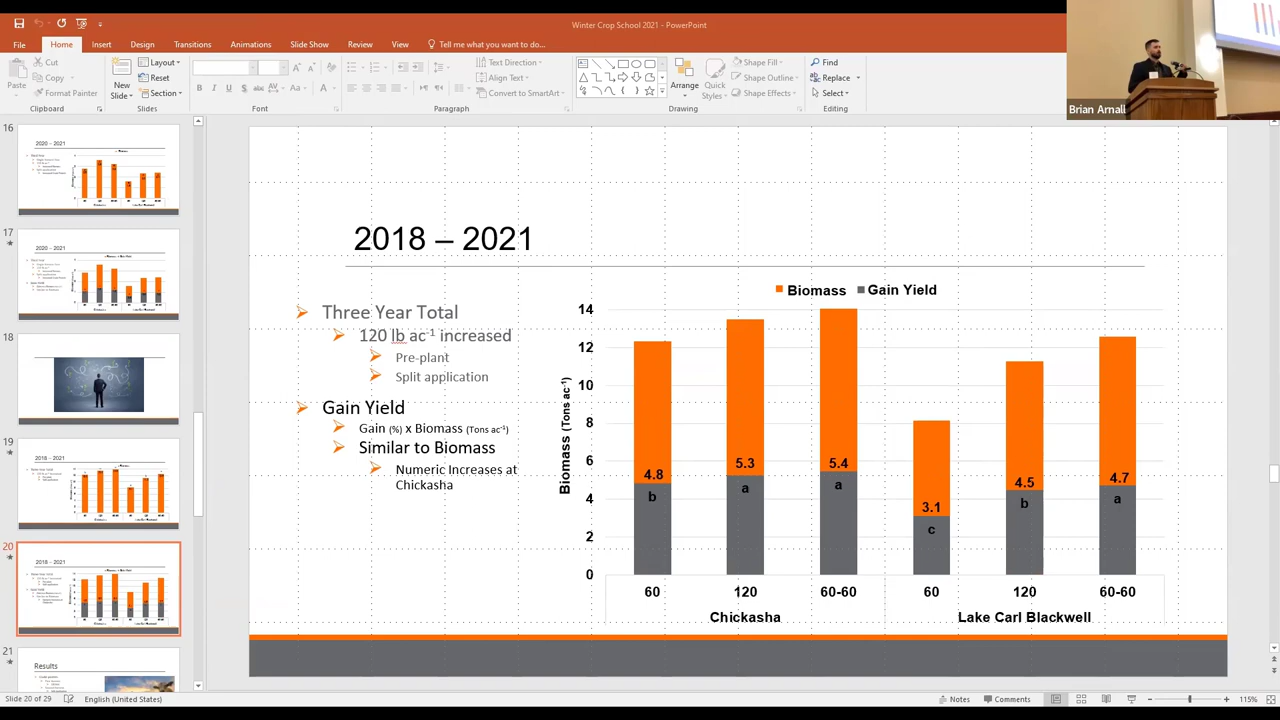 Winter Crop School 2021 - PowerPoint
File Home Insert Design Transitions Animations Slide Show Review View Tell me what you want to do...
Paste
Cut
Copy
Format Painter
Clipboard
New Slide
Layout
Reset
Section
Slides
Font
Paragraph
Text Direction
Align Text
Convert to SmartArt
Arrange
Quick Styles
Shape Fill
Shape Outline
Shape Effects
Drawing
Find
Replace
Select
Editing
Brian Arnall
16
2020 – 2021
17
2020 – 2021
18
19
2018 – 2021
20
2018 – 2021
21
Results
2018 – 2021
Three Year Total
120 lb ac-1 increased
Pre-plant
Split application
Gain Yield
Gain (%) x Biomass (Tons ac-1)
Similar to Biomass
Numeric Increases at
Chickasha
Biomass Gain Yield
Biomass (Tons ac-1)
14
12
10
8
6
4
2
0
4.8 5.3 5.4 3.1 4.5 4.7
b a a c b a
60 120 60-60 60 120 60-60
Chickasha Lake Carl Blackwell
Slide 20 of 29 English (United States) Notes Comments 115%